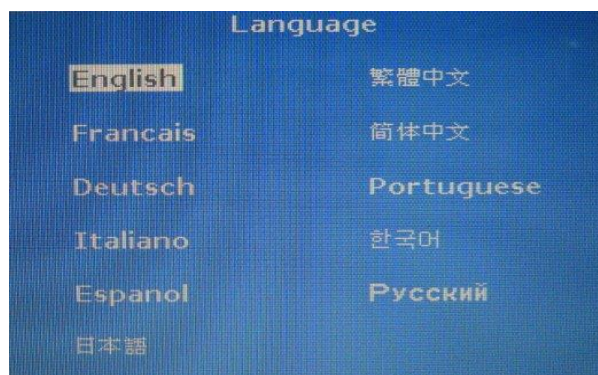 Language
English
繁體中文
Francais
简体中文
Deutsch
Portuguese
Italiano
한국어
Espanol
Русский
日本語